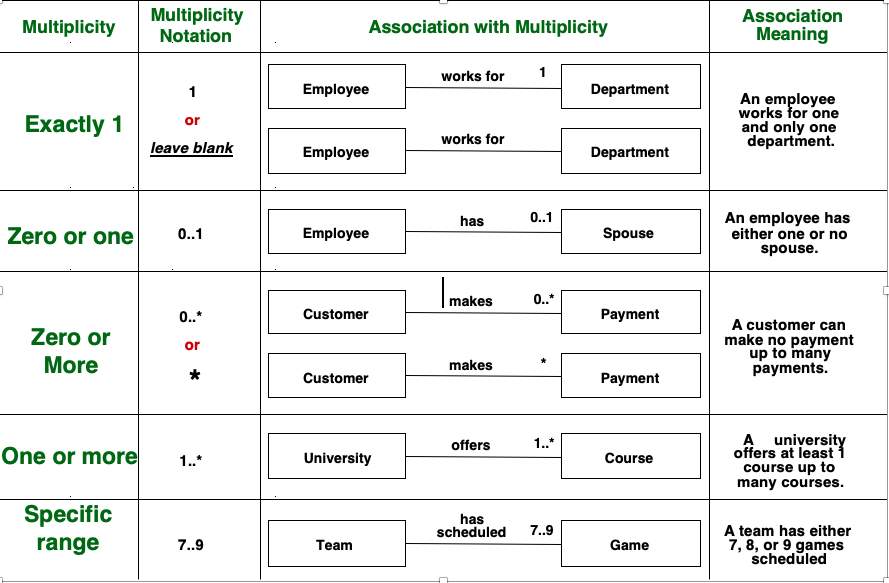 Multiplicity
Multiplicity
Notation
Association with Multiplicity
Association
Meaning
Exactly 1
1
or
leave blank
Employee
works for
1
Department
Employee
works for
Department
An employee
works for one
and only one
department.
Zero or one
0..1
Employee
has
0..1
Spouse
An employee has
either one or no
spouse.
Zero or
More
0..*
or
*
Customer
makes
0..*
Payment
Customer
makes
*
Payment
A customer can
make no payment
up to many
payments.
One or more
1..*
University
offers
1..*
Course
A university
offers at least 1
course up to
many courses.
Specific
range
7..9
Team
has
scheduled
7..9
Game
A team has either
7, 8, or 9 games
scheduled